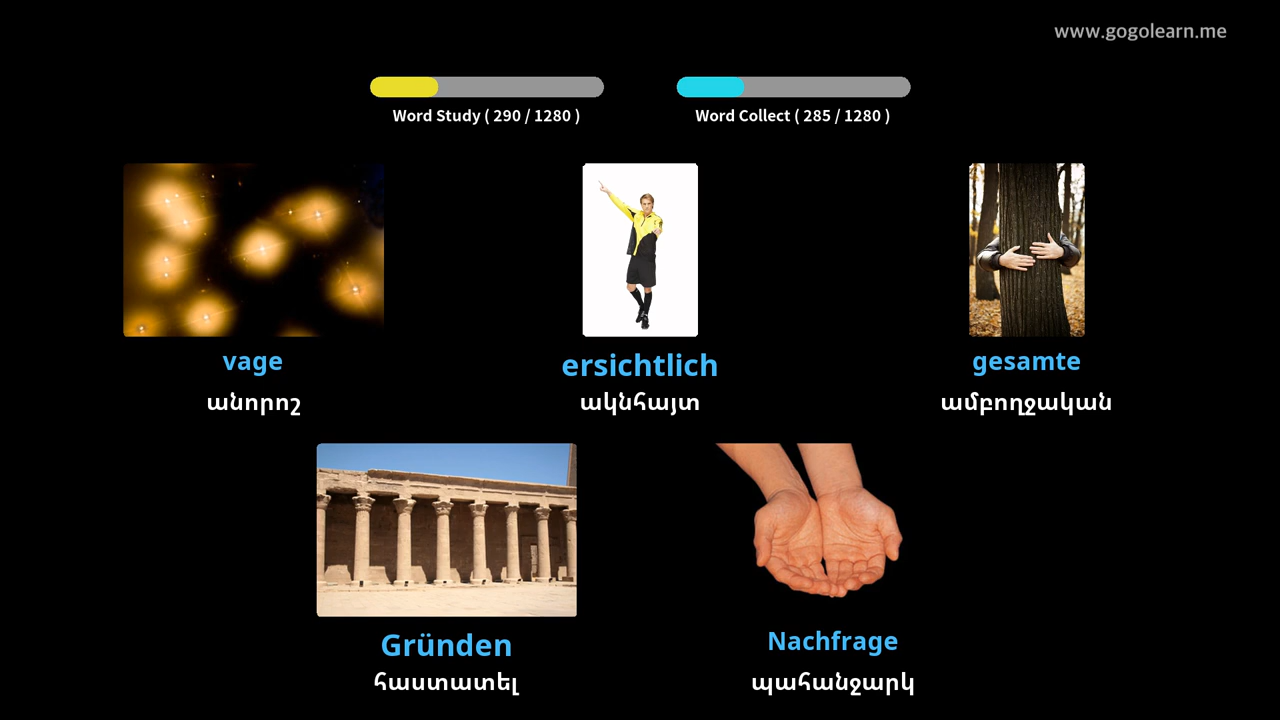 www.gogolearn.me
Word Study ( 290 / 1280 )
Word Collect ( 285 / 1280 )
vage
ersichtlich
gesamte
անորոշ
ակնհայտ
ամբողջական
Gründen
Nachfrage
հաստատել
պահանջարկ